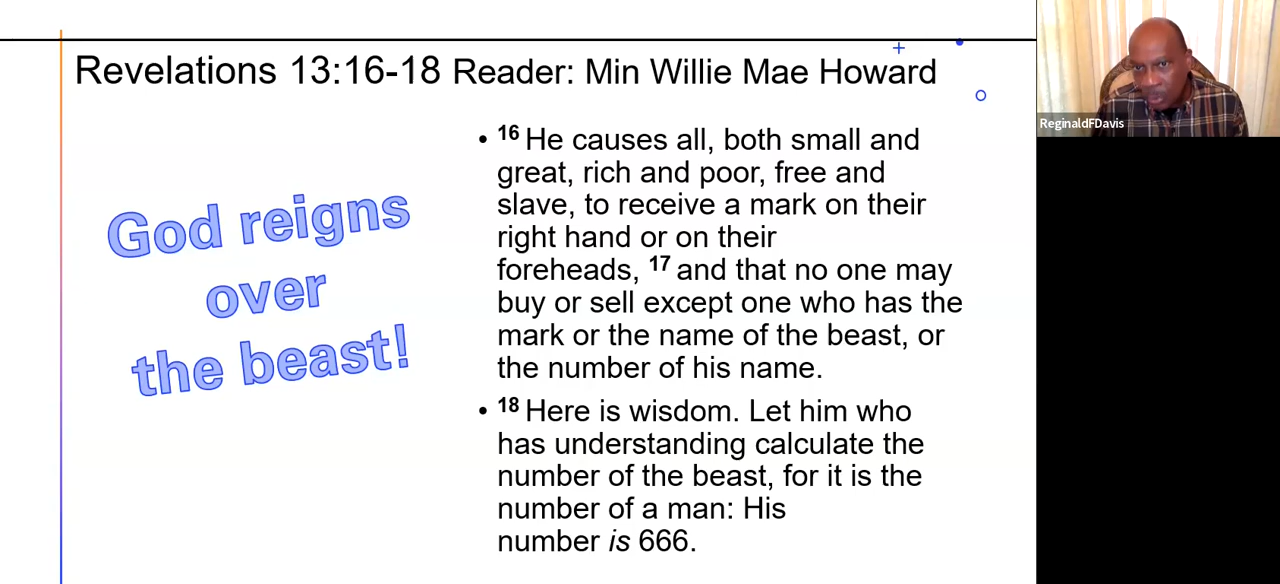 Revelations 13:16-18 Reader: Min Willie Mae Howard
God reigns
over
the beast!
• 16 He causes all, both small and
great, rich and poor, free and
slave, to receive a mark on their
right hand or on their
foreheads, 17 and that no one may
buy or sell except one who has the
mark or the name of the beast, or
the number of his name.
• 18 Here is wisdom. Let him who
has understanding calculate the
number of the beast, for it is the
number of a man: His
number is 666.
ReginaldFDavis